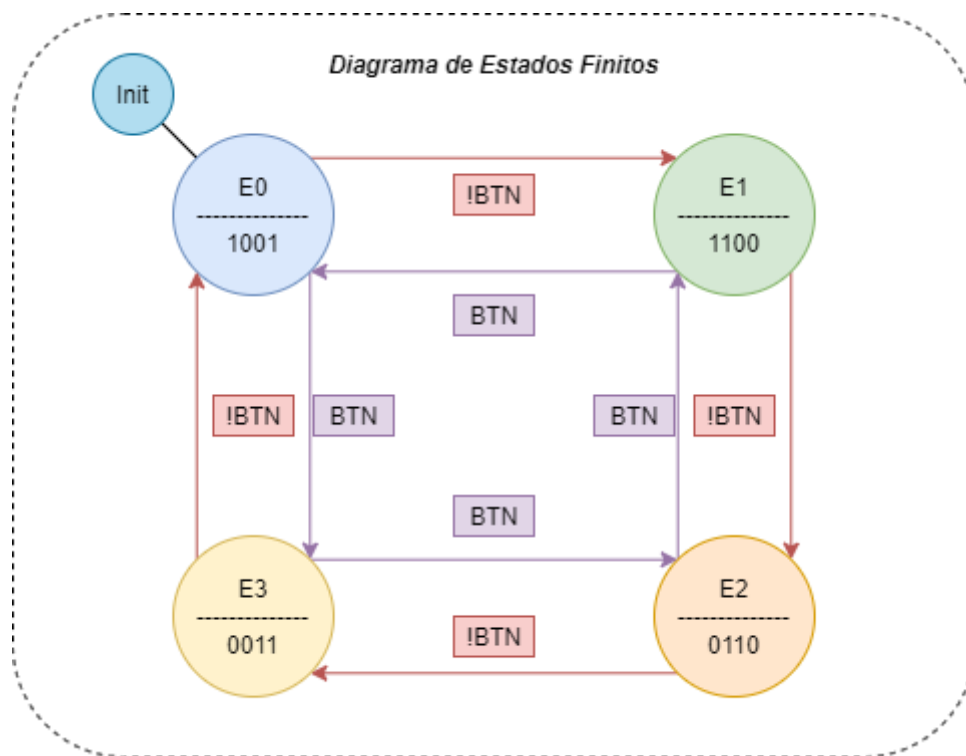 Diagrama de Estados Finitos
Init
E0
--------------
1001
!BTN
E1
--------------
1100
BTN
!BTN
BTN
BTN
!BTN
BTN
E3
--------------
0011
!BTN
E2
--------------
0110